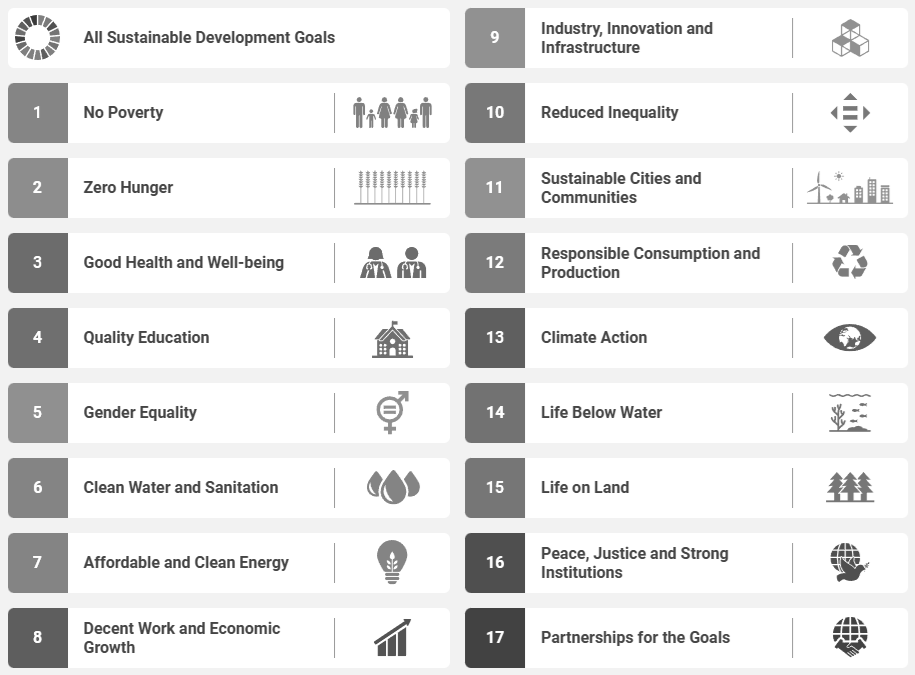 All Sustainable Development Goals
1
No Poverty
2
Zero Hunger
3
Good Health and Well-being
4
Quality Education
5
Gender Equality
6
Clean Water and Sanitation
7
Affordable and Clean Energy
8
Decent Work and Economic
Growth
9
Industry, Innovation and
Infrastructure
10
Reduced Inequality
11
Sustainable Cities and
Communities
12
Responsible Consumption and
Production
13
Climate Action
14
Life Below Water
15
Life on Land
16
Peace, Justice and Strong
Institutions
17
Partnerships for the Goals